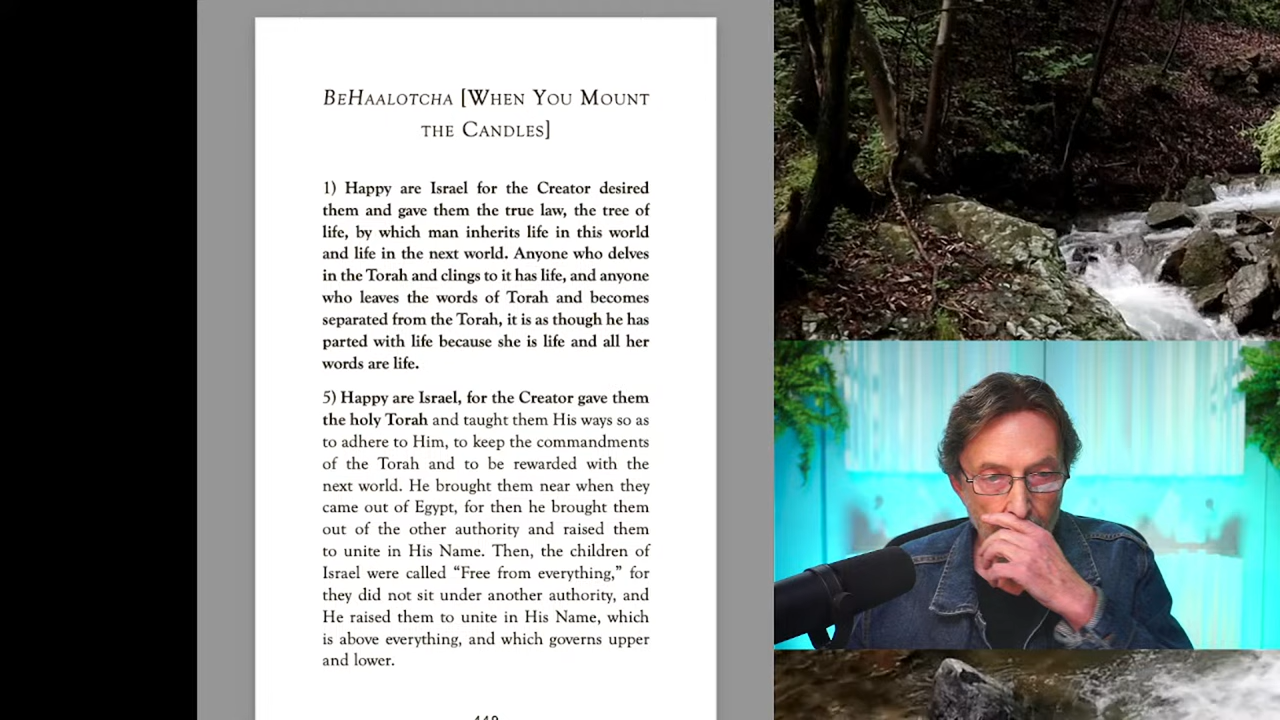 BEHAALOTCHA [WHEN YOU MOUNT
THE CANDLES]
1) Happy are Israel for the Creator desired
them and gave them the true law, the tree of
life, by which man inherits life in this world
and life in the next world. Anyone who delves
in the Torah and clings to it has life, and anyone
who leaves the words of Torah and becomes
separated from the Torah, it is as though he has
parted with life because she is life and all her
words are life.
5) Happy are Israel, for the Creator gave them
the holy Torah and taught them His ways so as
to adhere to Him, to keep the commandments
of the Torah and to be rewarded with the
next world. He brought them near when they
came out of Egypt, for then he brought them
out of the other authority and raised them
to unite in His Name. Then, the children of
Israel were called “Free from everything,” for
they did not sit under another authority, and
He raised them to unite in His Name, which
is above everything, and which governs upper
and lower.